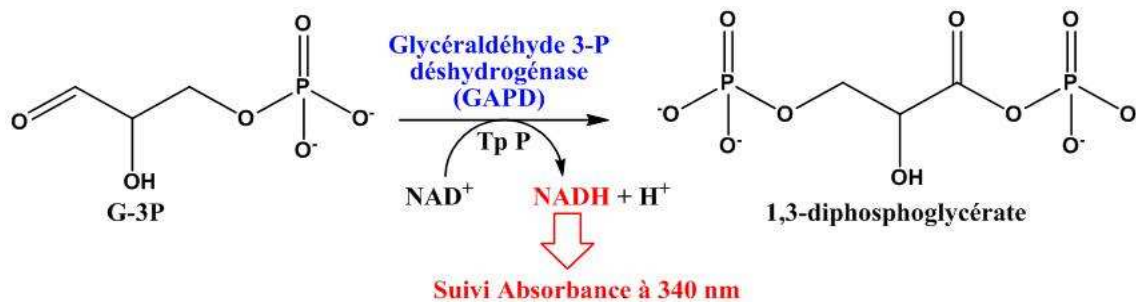 Glycéraldéhyde 3-P
déshydrogénase
(GAPD)
O
P
O
O
O-
O-
OH
G-3P
Tp P
NAD+
NADH + H+
Suivi Absorbance à 340 nm
O
P
-O
O-
O
O
OH
O
O
P
O-
O-
1,3-diphosphoglycérate